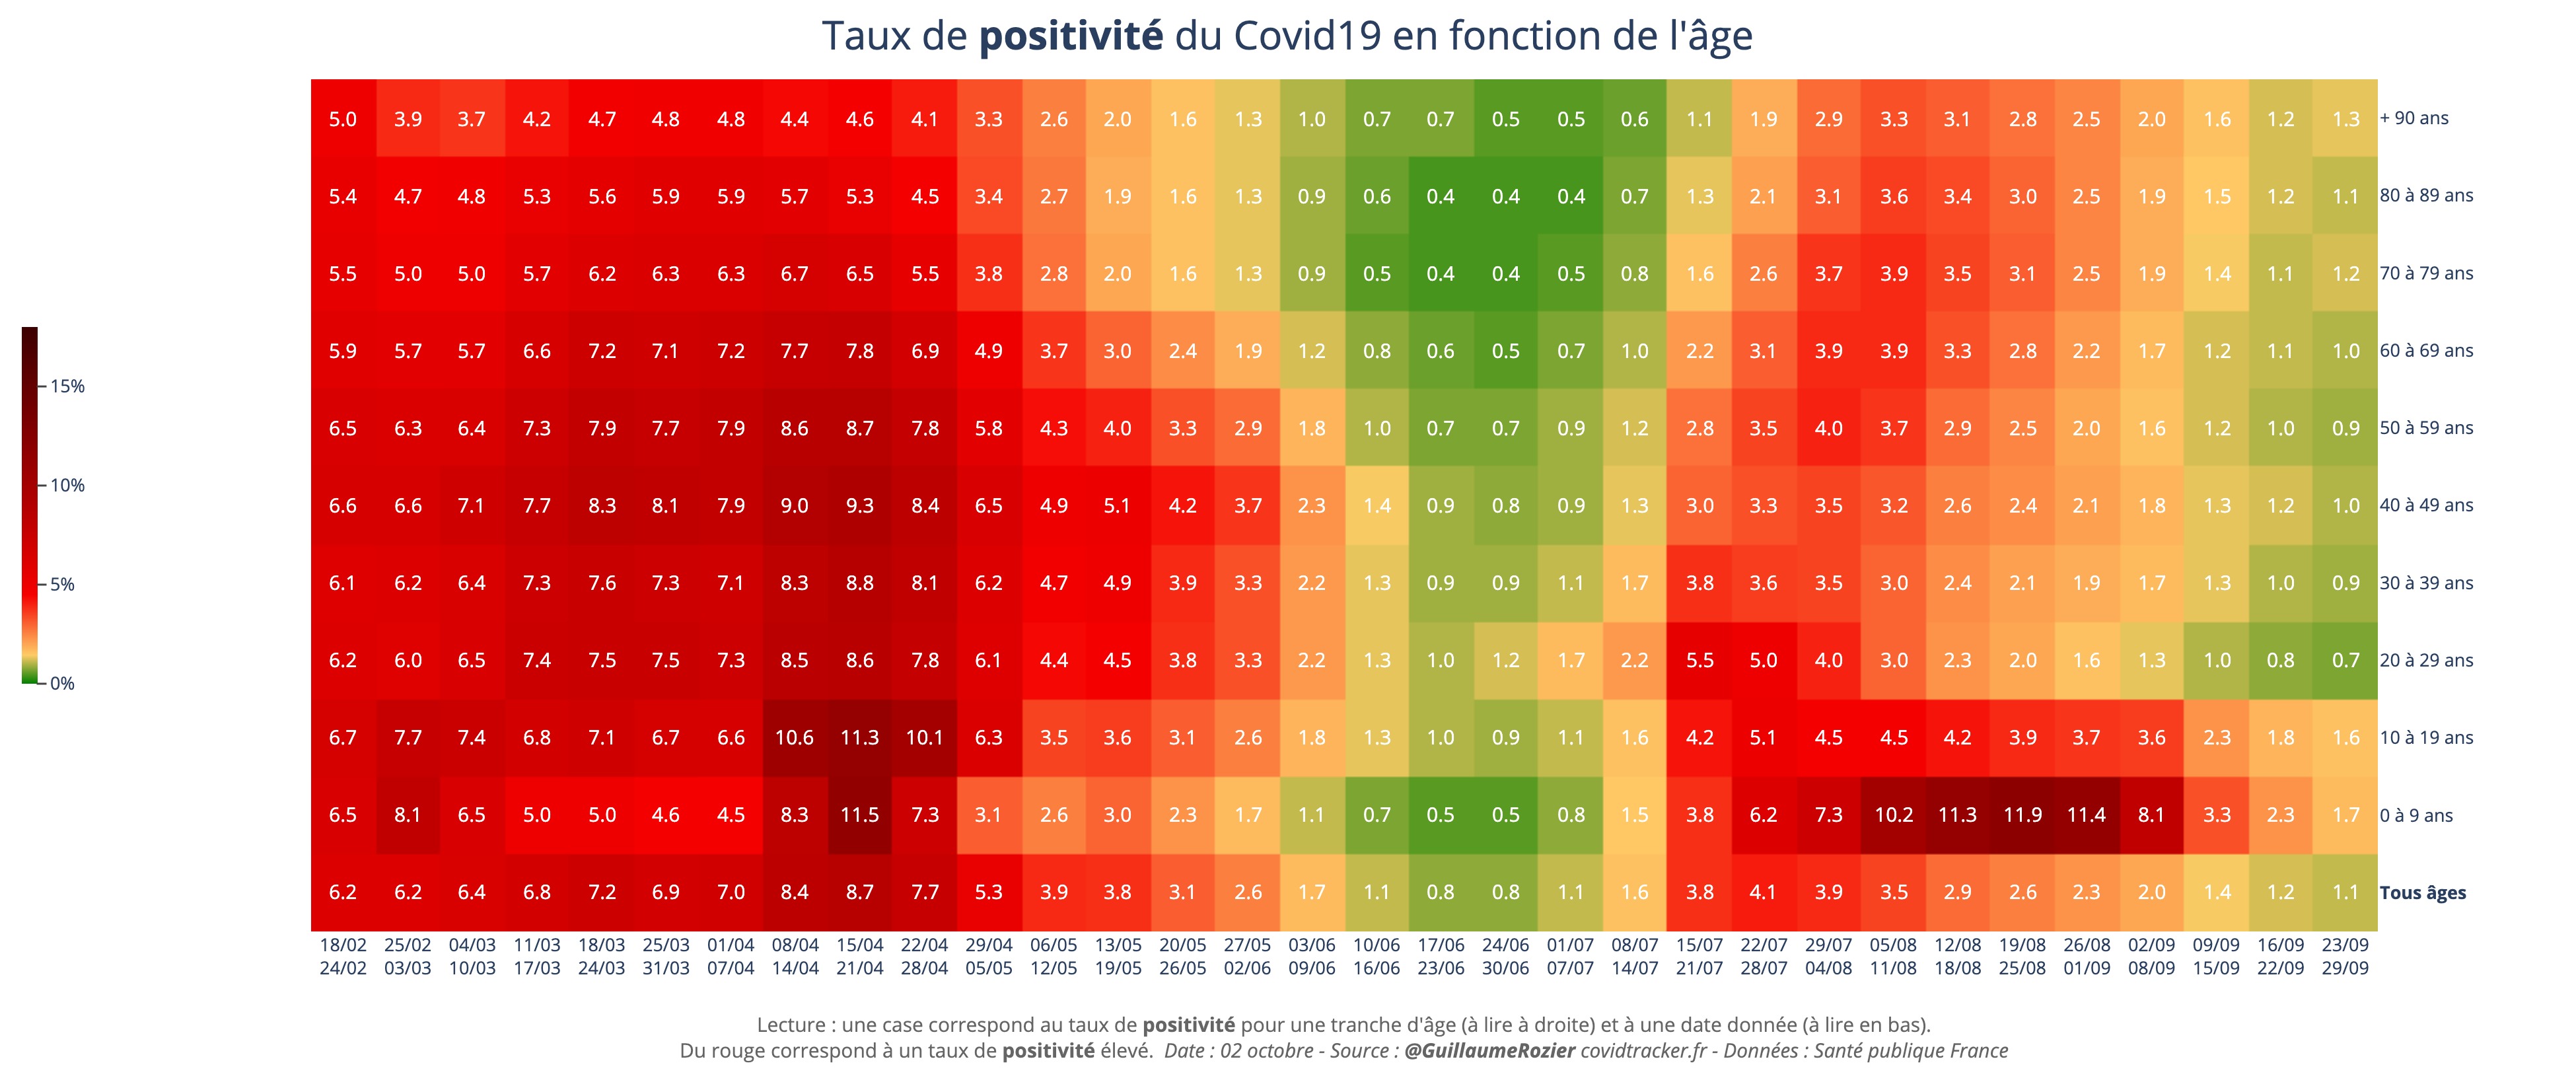 Taux de positivité du Covid19 en fonction de l'âge
5.0 3.9 3.7 4.2 4.7 4.8 4.8 4.4 4.6 4.1 3.3 2.6 2.0 1.6 1.3 1.0 0.7 0.7 0.5 0.5 0.6 1.1 1.9 2.9 3.3 3.1 2.8 2.5 2.0 1.6 1.2 1.3 + 90 ans
5.4 4.7 4.8 5.3 5.6 5.9 5.9 5.7 5.3 4.5 3.4 2.7 1.9 1.6 1.3 0.9 0.6 0.4 0.4 0.4 0.7 1.3 2.1 3.1 3.6 3.4 3.0 2.5 1.9 1.5 1.2 1.1 80 à 89 ans
5.5 5.0 5.0 5.7 6.2 6.3 6.3 6.7 6.5 5.5 3.8 2.8 2.0 1.6 1.3 0.9 0.5 0.4 0.4 0.5 0.8 1.6 2.6 3.7 3.9 3.5 3.1 2.5 1.9 1.4 1.1 1.2 70 à 79 ans
5.9 5.7 5.7 6.6 7.2 7.1 7.2 7.7 7.8 6.9 4.9 3.7 3.0 2.4 1.9 1.2 0.8 0.6 0.5 0.7 1.0 2.2 3.1 3.9 3.9 3.3 2.8 2.2 1.7 1.2 1.1 1.0 60 à 69 ans
15%
6.5 6.3 6.4 7.3 7.9 7.7 7.9 8.6 8.7 7.8 5.8 4.3 4.0 3.3 2.9 1.8 1.0 0.7 0.7 0.9 1.2 2.8 3.5 4.0 3.7 2.9 2.5 2.0 1.6 1.2 1.0 0.9 50 à 59 ans
10%
6.6 6.6 7.1 7.7 8.3 8.1 7.9 9.0 9.3 8.4 6.5 4.9 5.1 4.2 3.7 2.3 1.4 0.9 0.8 0.9 1.3 3.0 3.3 3.5 3.2 2.6 2.4 2.1 1.8 1.3 1.2 1.0 40 à 49 ans
5%
6.1 6.2 6.4 7.3 7.6 7.3 7.1 8.3 8.8 8.1 6.2 4.7 4.9 3.9 3.3 2.2 1.3 0.9 0.9 1.1 1.7 3.8 3.6 3.5 3.0 2.4 2.1 1.9 1.7 1.3 1.0 0.9 30 à 39 ans
6.2 6.0 6.5 7.4 7.5 7.5 7.3 8.5 8.6 7.8 6.1 4.4 4.5 3.8 3.3 2.2 1.3 1.0 1.2 1.7 2.2 5.5 5.0 4.0 3.0 2.3 2.0 1.6 1.3 1.0 0.8 0.7 20 à 29 ans
0%
6.7 7.7 7.4 6.8 7.1 6.7 6.6 10.6 11.3 10.1 6.3 3.5 3.6 3.1 2.6 1.8 1.3 1.0 0.9 1.1 1.6 4.2 5.1 4.5 4.5 4.2 3.9 3.7 3.6 2.3 1.8 1.6 10 à 19 ans
6.5 8.1 6.5 5.0 5.0 4.6 4.5 8.3 11.5 7.3 3.1 2.6 3.0 2.3 1.7 1.1 0.7 0.5 0.5 0.8 1.5 3.8 6.2 7.3 10.2 11.3 11.9 11.4 8.1 3.3 2.3 1.7 0 à 9 ans
6.2 6.2 6.4 6.8 7.2 6.9 7.0 8.4 8.7 7.7 5.3 3.9 3.8 3.1 2.6 1.7 1.1 0.8 0.8 1.1 1.6 3.8 4.1 3.9 3.5 2.9 2.6 2.3 2.0 1.4 1.2 1.1 Tous âges
18/02 25/02 04/03 11/03 18/03 25/03 01/04 08/04 15/04 22/04 29/04 06/05 13/05 20/05 27/05 03/06 10/06 17/06 24/06 01/07 08/07 15/07 22/07 29/07 05/08 12/08 19/08 26/08 02/09 09/09 16/09 23/09
24/02 03/03 10/03 17/03 24/03 31/03 07/04 14/04 21/04 28/04 05/05 12/05 19/05 26/05 02/06 09/06 16/06 23/06 30/06 07/07 14/07 21/07 28/07 04/08 11/08 18/08 25/08 01/09 08/09 15/09 22/09 29/09
Lecture : une case correspond au taux de positivité pour une tranche d'âge (à lire à droite) et à une date donnée (à lire en bas).
Du rouge correspond à un taux de positivité élevé. Date : 02 octobre - Source : @GuillaumeRozier covidtracker.fr - Données : Santé publique France